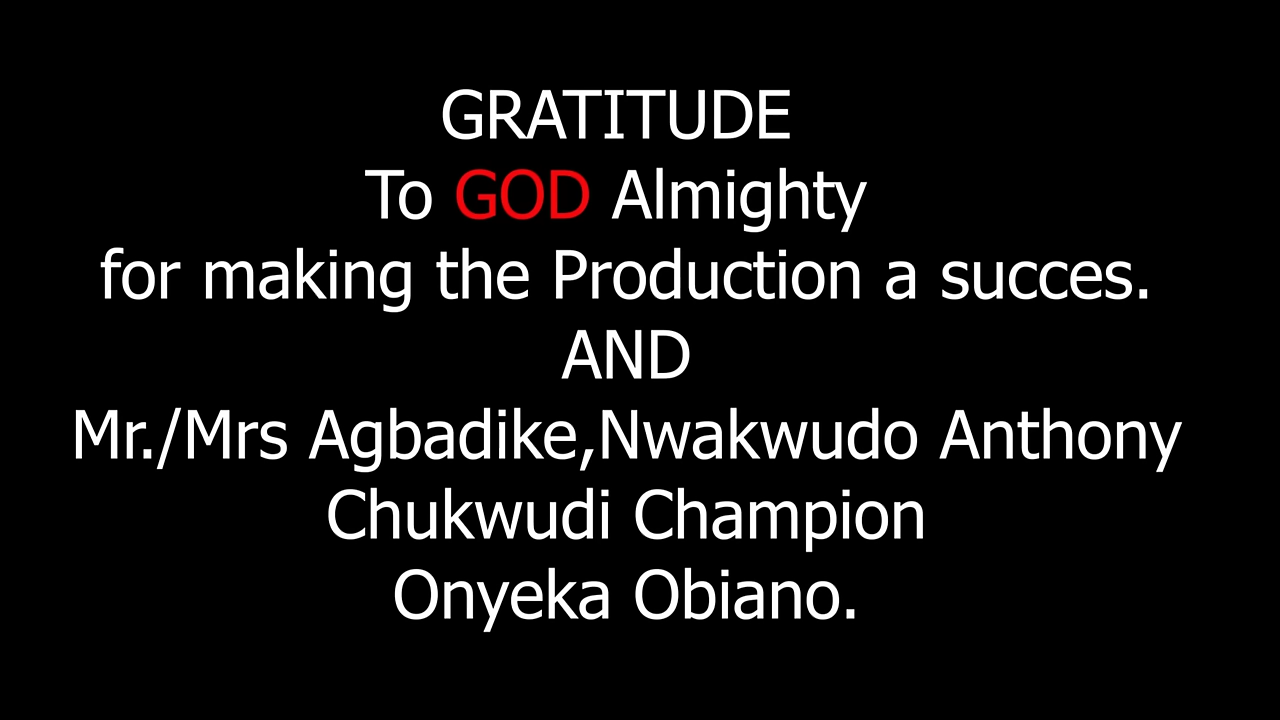 GRATITUDE
To GOD Almighty
for making the Production a succes.
AND
Mr./Mrs Agbadike,Nwakwudo Anthony
Chukwudi Champion
Onyeka Obiano.